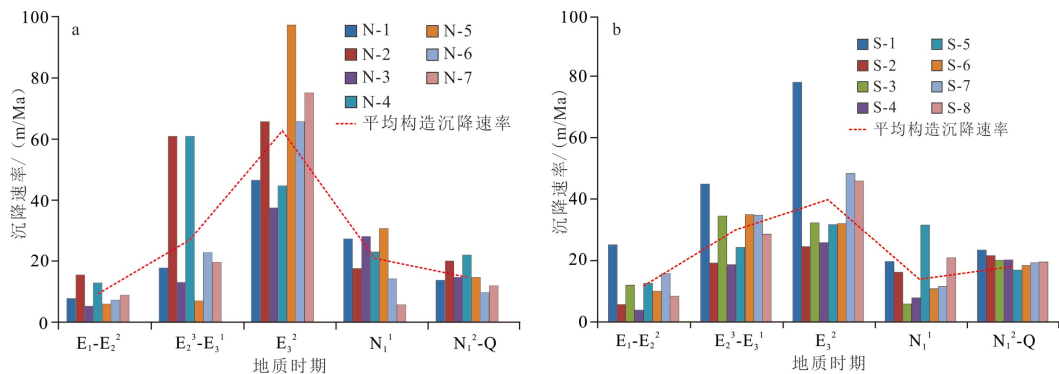 a
沉降速率/(m/Ma)
100
80
60
40
20
0
N-1 N-5
N-2 N-6
N-3 N-7
N-4
平均构造沉降速率
E₁-E₂² E₂³-E₃¹ E₃² N₁¹ N₁²-Q
地质时期
b
沉降速率/(m/Ma)
100
80
60
40
20
0
S-1 S-5
S-2 S-6
S-3 S-7
S-4 S-8
平均构造沉降速率
E₁-E₂² E₂³-E₃¹ E₃² N₁¹ N₁²-Q
地质时期